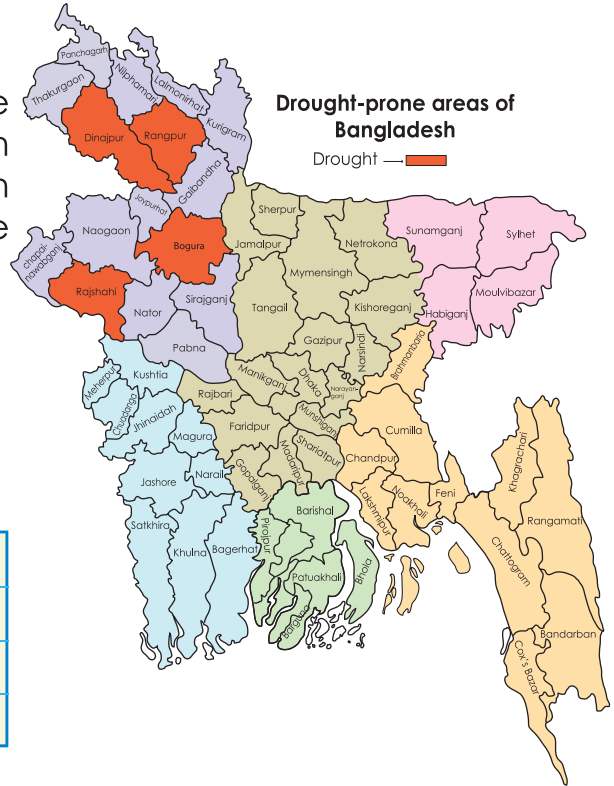 Drought-prone areas of
Bangladesh
Drought
e
n
n
e
Panchagarh
Thakurgaon
Nilphamari
Lalmonirhat
Kurigram
Dinajpur
Rangpur
Gaibandha
Joypurhat
Naogaon
Bogura
chapai-
nawabganj
Rajshahi
Nator
Sirajganj
Pabna
Sherpur
Jamalpur
Netrokona
Mymensingh
Tangail
Kishoreganj
Gazipur
Narsindi
Manikganj
Dhaka
Narayan-
ganj
Munshiganj
Rajbari
Faridpur
Shariatpur
Madaripur
Gopalganj
Sunamganj
Sylhet
Habiganj
Moulvibazar
Brahmanbaria
Cumilla
Chandpur
Lakshmipur
Noakhali
Feni
Khagrachari
Rangamati
Chattogram
Bandarban
Cox's Bazar
Meherpur
Kushtia
Chuadanga
Jhinaidah
Magura
Jashore
Narail
Satkhira
Khulna
Bagerhat
Pirojpur
Barishal
Patuakhali
Bhola
Barguna